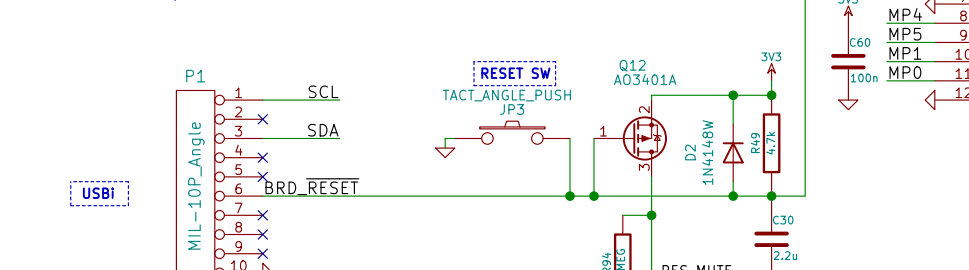 3V3
MP4
8
MP5
9
MP1
10
MP0
11
12
C60
100n
Q12
AO3401A
3V3
RESET SW
TACT_ANGLE_PUSH
JP3
P1
MIL-10P_Angle
1
SCL
2
3
SDA
4
5
6
BRD_RESET
7
8
9
10
USBi
1
2
3
D2
1N4148W
R49
4.7k
C30
2.2u
R94
MEG